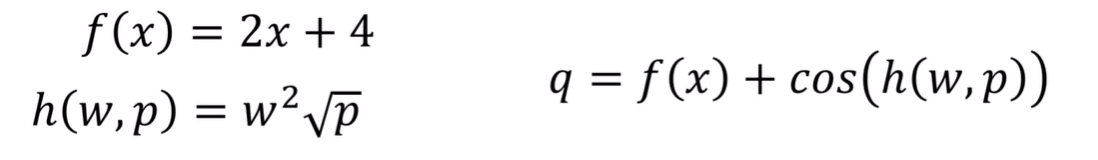 f(x) = 2x + 4
h(w, p) = w²√p
q = f(x) + cos(h(w, p))